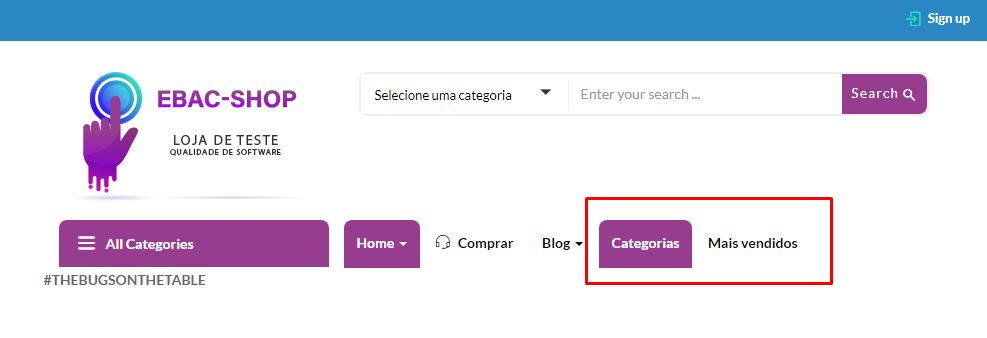 Sign up
EBAC-SHOP
LOJA DE TESTE
QUALIDADE DE SOFTWARE
Selecione uma categoria Enter your search ... Search
All Categories Home Comprar Blog Categorias Mais vendidos
#THEBUGSONTHETABLE